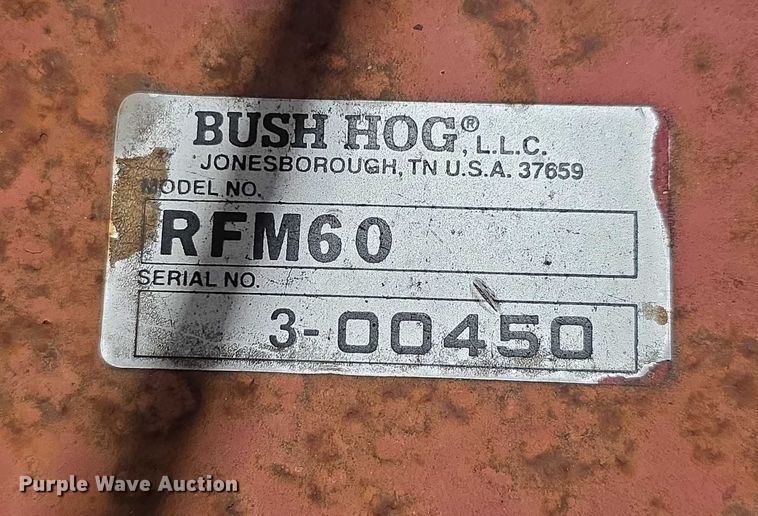 BUSH HOG®, L.L.C.
JONESBOROUGH, TN U.S.A. 37659
MODEL NO.
RFM60
SERIAL NO.
3-00450
Purple Wave Auction